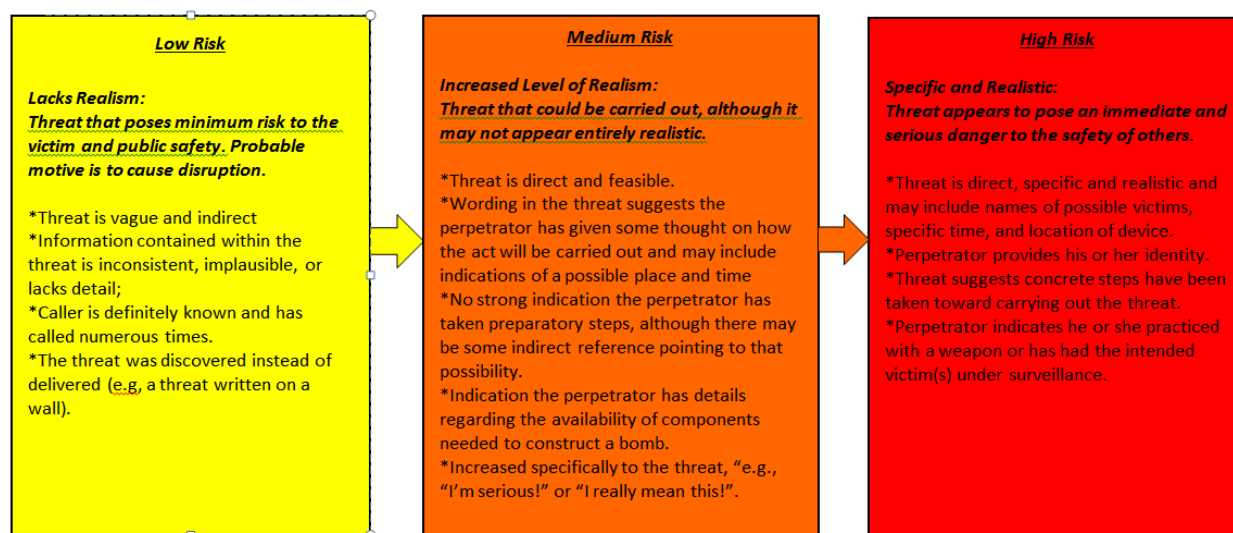 Low Risk
Lacks Realism:
Threat that poses minimum risk to the
victim and public safety. Probable
motive is to cause disruption.
*Threat is vague and indirect
*Information contained within the
threat is inconsistent, implausible, or
lacks detail;
*Caller is definitely known and has
called numerous times.
*The threat was discovered instead of
delivered (e.g, a threat written on a
wall).
Medium Risk
Increased Level of Realism:
Threat that could be carried out, although it
may not appear entirely realistic.
*Threat is direct and feasible.
*Wording in the threat suggests the
perpetrator has given some thought on how
the act will be carried out and may include
indications of a possible place and time
*No strong indication the perpetrator has
taken preparatory steps, although there may
be some indirect reference pointing to that
possibility.
*Indication the perpetrator has details
regarding the availability of components
needed to construct a bomb.
*Increased specifically to the threat, “e.g.,
“I’m serious!” or “I really mean this!”.
High Risk
Specific and Realistic:
Threat appears to pose an immediate and
serious danger to the safety of others.
*Threat is direct, specific and realistic and
may include names of possible victims,
specific time, and location of device.
*Perpetrator provides his or her identity.
*Threat suggests concrete steps have been
taken toward carrying out the threat.
*Perpetrator indicates he or she practiced
with a weapon or has had the intended
victim(s) under surveillance.